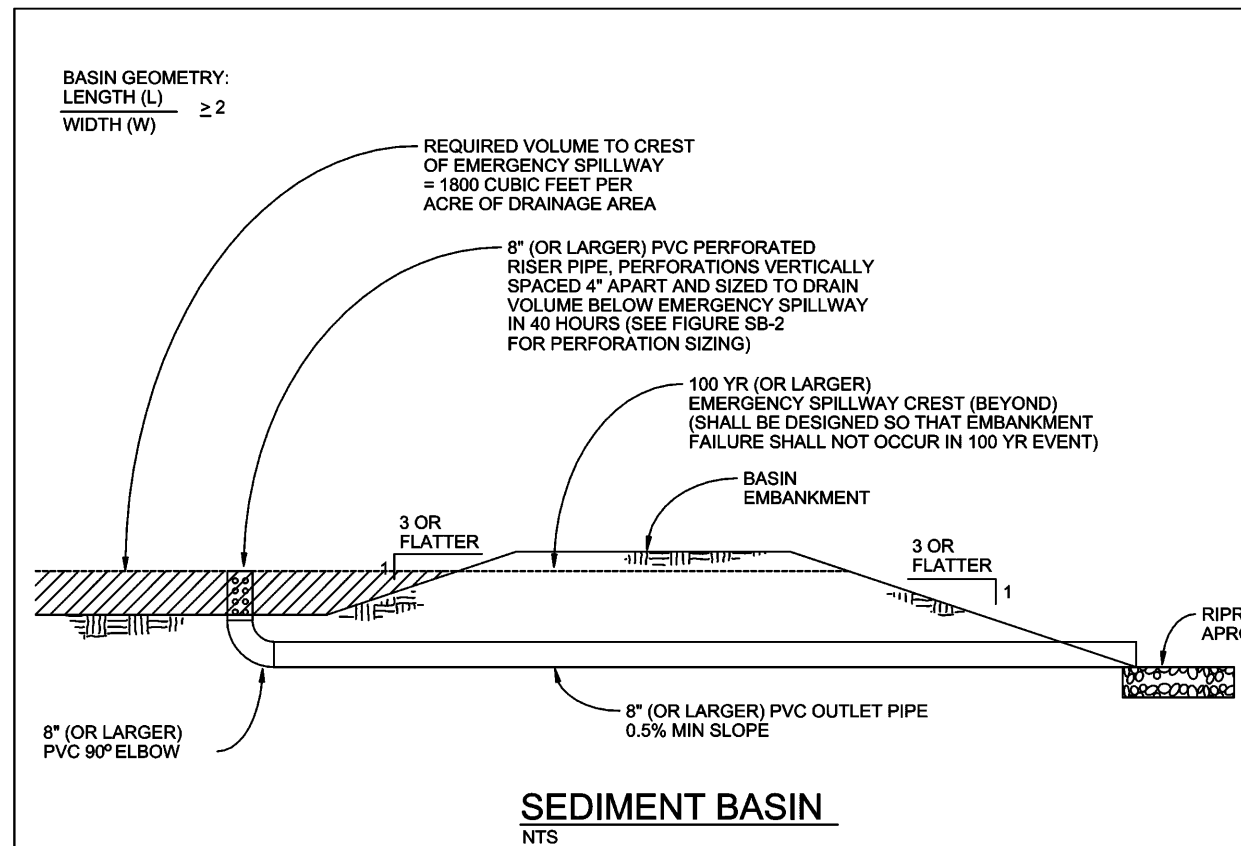 BASIN GEOMETRY:
LENGTH (L)
WIDTH (W)
≥ 2
REQUIRED VOLUME TO CREST
OF EMERGENCY SPILLWAY
= 1800 CUBIC FEET PER
ACRE OF DRAINAGE AREA
8" (OR LARGER) PVC PERFORATED
RISER PIPE, PERFORATIONS VERTICALLY
SPACED 4" APART AND SIZED TO DRAIN
VOLUME BELOW EMERGENCY SPILLWAY
IN 40 HOURS (SEE FIGURE SB-2
FOR PERFORATION SIZING)
100 YR (OR LARGER)
EMERGENCY SPILLWAY CREST (BEYOND)
(SHALL BE DESIGNED SO THAT EMBANKMENT
FAILURE SHALL NOT OCCUR IN 100 YR EVENT)
BASIN
EMBANKMENT
3 OR
FLATTER
1
3 OR
FLATTER
1
RIPR
APRO
8" (OR LARGER) PVC OUTLET PIPE
0.5% MIN SLOPE
8" (OR LARGER)
PVC 90° ELBOW
SEDIMENT BASIN
NTS